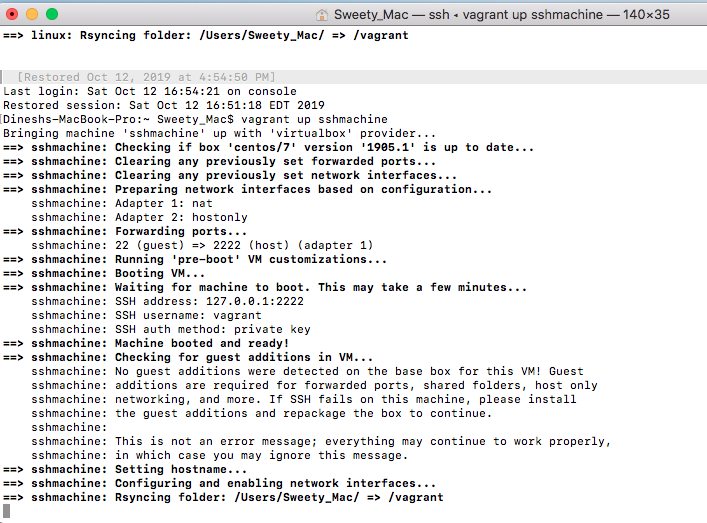 Sweety_Mac — ssh ◂ vagrant up sshmachine — 140×35
==> linux: Rsyncing folder: /Users/Sweety_Mac/ => /vagrant
[Restored Oct 12, 2019 at 4:54:50 PM]
Last login: Sat Oct 12 16:54:21 on console
Restored session: Sat Oct 12 16:51:18 EDT 2019
[Dineshs-MacBook-Pro:~ Sweety_Mac$ vagrant up sshmachine
Bringing machine 'sshmachine' up with 'virtualbox' provider...
==> sshmachine: Checking if box 'centos/7' version '1905.1' is up to date...
==> sshmachine: Clearing any previously set forwarded ports...
==> sshmachine: Clearing any previously set network interfaces...
==> sshmachine: Preparing network interfaces based on configuration...
    sshmachine: Adapter 1: nat
    sshmachine: Adapter 2: hostonly
==> sshmachine: Forwarding ports...
    sshmachine: 22 (guest) => 2222 (host) (adapter 1)
==> sshmachine: Running 'pre-boot' VM customizations...
==> sshmachine: Booting VM...
==> sshmachine: Waiting for machine to boot. This may take a few minutes...
    sshmachine: SSH address: 127.0.0.1:2222
    sshmachine: SSH username: vagrant
    sshmachine: SSH auth method: private key
==> sshmachine: Machine booted and ready!
==> sshmachine: Checking for guest additions in VM...
    sshmachine: No guest additions were detected on the base box for this VM! Guest
    sshmachine: additions are required for forwarded ports, shared folders, host only
    sshmachine: networking, and more. If SSH fails on this machine, please install
    sshmachine: the guest additions and repackage the box to continue.
    sshmachine:
    sshmachine: This is not an error message; everything may continue to work properly,
    sshmachine: in which case you may ignore this message.
==> sshmachine: Setting hostname...
==> sshmachine: Configuring and enabling network interfaces...
==> sshmachine: Rsyncing folder: /Users/Sweety_Mac/ => /vagrant